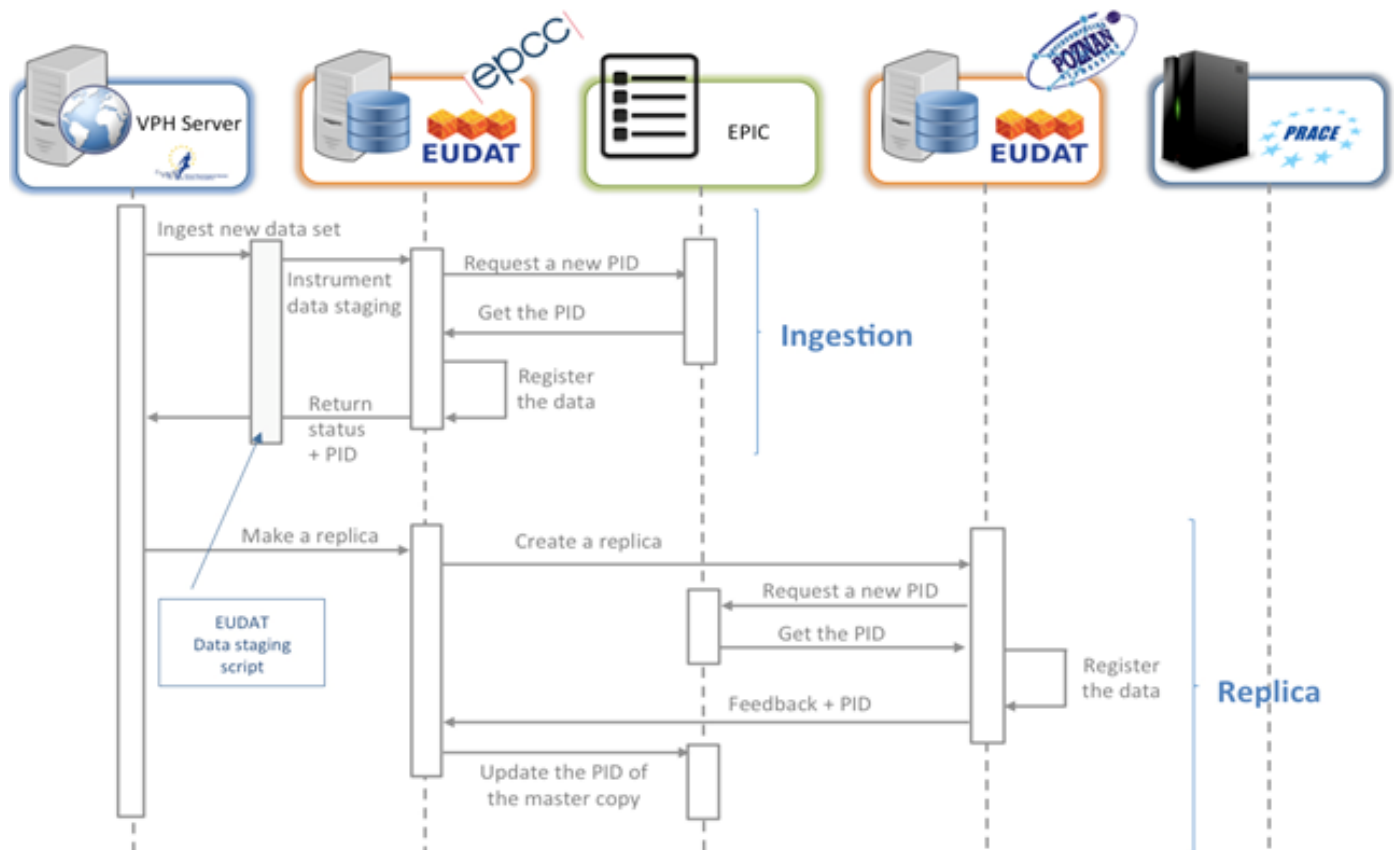 epcc
POZNAŃ
VPH Server
EUDAT
EPIC
EUDAT
PRACE
Ingest new data set
Instrument
data staging
Request a new PID
Get the PID
Register
the data
Return
status
+ PID
Ingestion
Make a replica
Create a replica
Request a new PID
Get the PID
EUDAT
Data staging
script
Register
the data
Feedback + PID
Replica
Update the PID of
the master copy